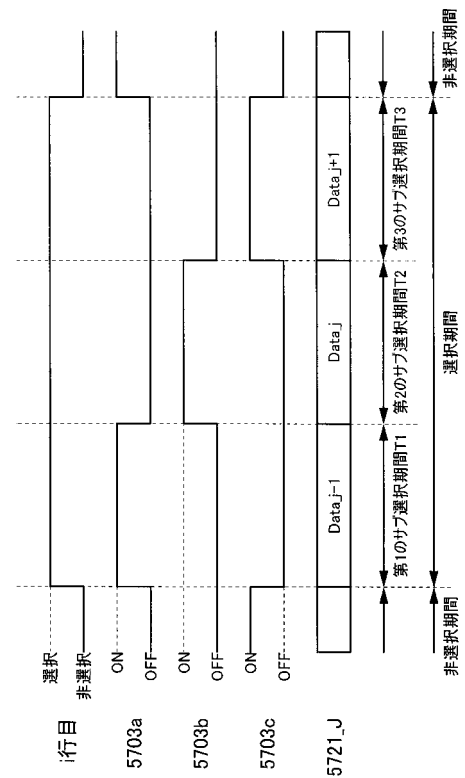 i行目
選択
非選択
5703a
ON
OFF
5703b
ON
OFF
5703c
ON
OFF
5721_J
Data_j-1
Data_j
Data_j+1
第1のサブ選択期間T1
第2のサブ選択期間T2
第3のサブ選択期間T3
非選択期間
選択期間
非選択期間